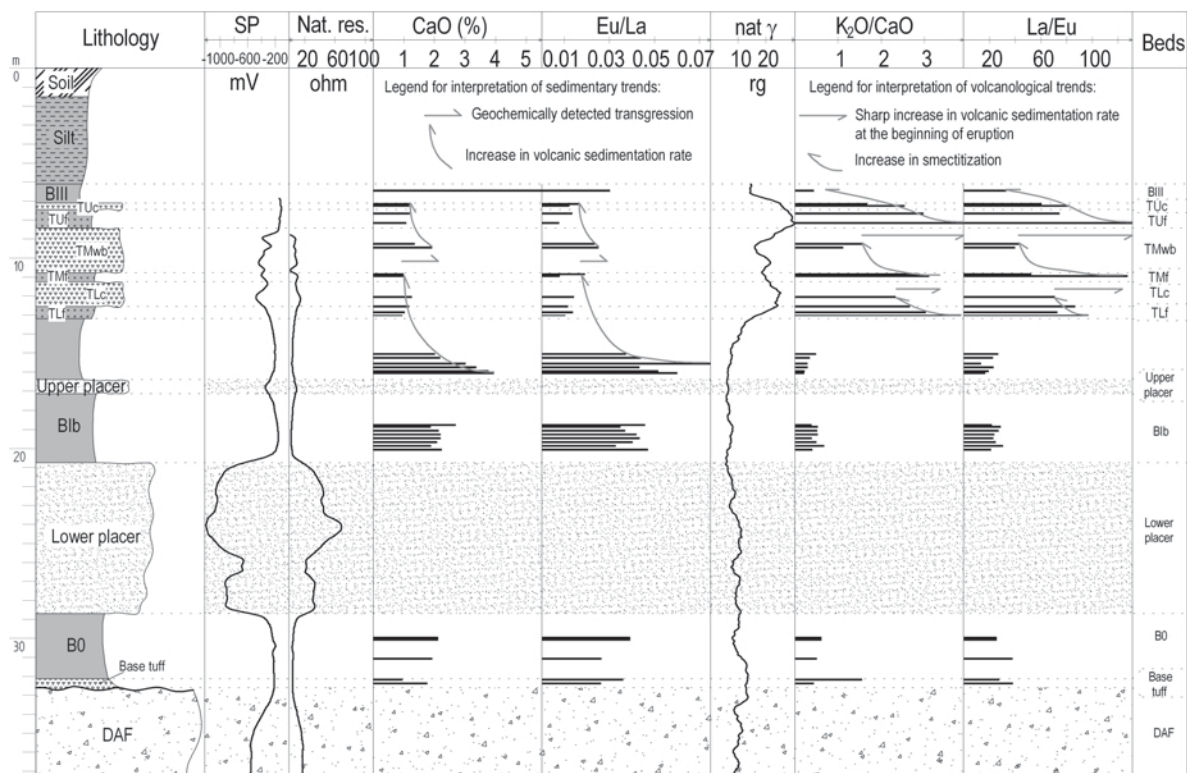 Lithology
SP
Nat. res.
CaO (%)
Eu/La
nat γ
K₂O/CaO
La/Eu
Beds
-1000-600 -200
20 60100
1 2 3 4 5
0.01 0.03 0.05 0.07
10 20
1 2 3
20 60 100
mV
ohm
rg
m
0
10
20
30
Legend for interpretation of sedimentary trends:
Geochemically detected transgression
Increase in volcanic sedimentation rate
Legend for interpretation of volcanological trends:
Sharp increase in volcanic sedimentation rate
at the beginning of eruption
Increase in smectitization
Soil
Silt
BIII
TUc
TUf
TMwb
TMf
TLc
TLf
Upper placer
BIb
Lower placer
B0
Base tuff
DAF
BIII
TUc
TUf
TMwb
TMf
TLc
TLf
Upper
placer
BIb
Lower
placer
B0
Base
tuff
DAF